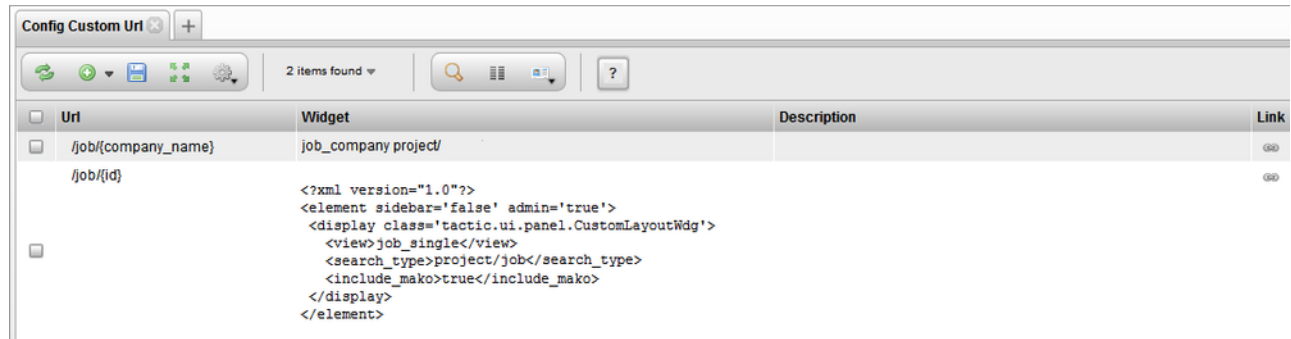 Config Custom Url
2 items found
?
Url Widget Description Link
/job/{company_name} job_company project/
/job/{id}
<?xml version="1.0"?>
<element sidebar='false' admin='true'>
<display class='tactic.ui.panel.CustomLayoutWdg'>
<view>job_single</view>
<search_type>project/job</search_type>
<include_mako>true</include_mako>
</display>
</element>